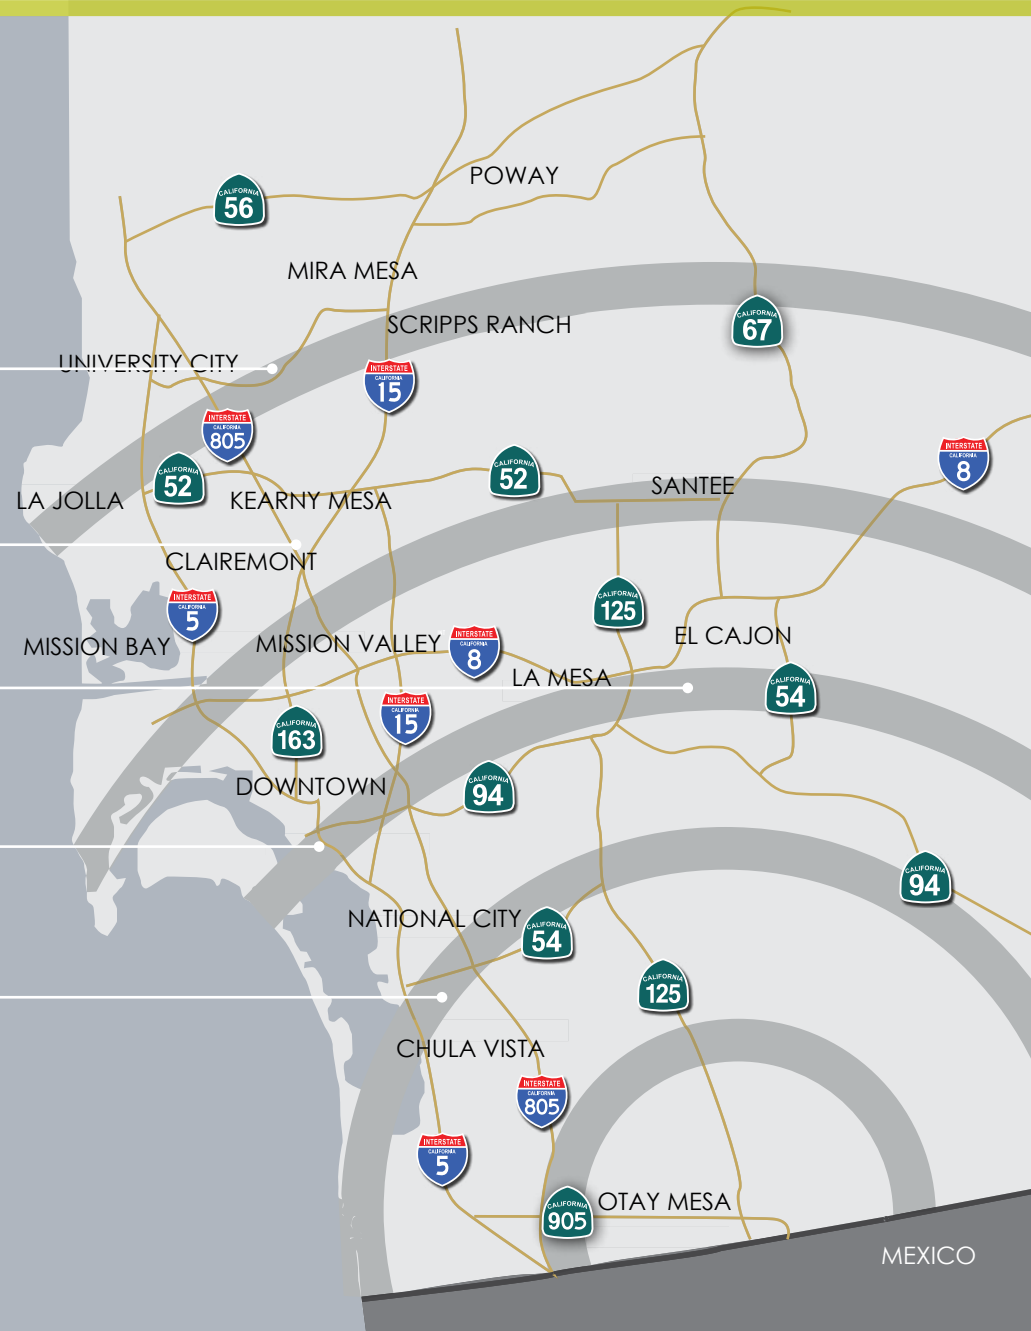 POWAY
CALIFORNIA
56
MIRA MESA
SCRIPPS RANCH
CALIFORNIA
67
UNIVERSITY CITY
INTERSTATE
CALIFORNIA
15
INTERSTATE
CALIFORNIA
805
INTERSTATE
CALIFORNIA
8
CALIFORNIA
52
CALIFORNIA
52
SANTEE
LA JOLLA
KEARNY MESA
CLAIREMONT
INTERSTATE
CALIFORNIA
5
CALIFORNIA
125
EL CAJON
MISSION BAY
MISSION VALLEY
INTERSTATE
CALIFORNIA
8
LA MESA
CALIFORNIA
54
INTERSTATE
CALIFORNIA
15
CALIFORNIA
163
DOWNTOWN
CALIFORNIA
94
CALIFORNIA
94
NATIONAL CITY
CALIFORNIA
54
CALIFORNIA
125
CHULA VISTA
INTERSTATE
CALIFORNIA
805
INTERSTATE
CALIFORNIA
5
OTAY MESA
CALIFORNIA
905
MEXICO